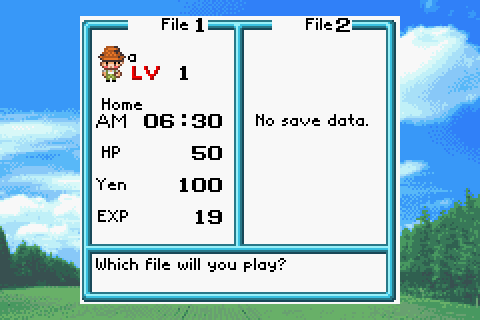 File 1
a
LV 1
Home
AM 06:30
HP 50
Yen 100
EXP 19
File 2
No save data.
Which file will you play?